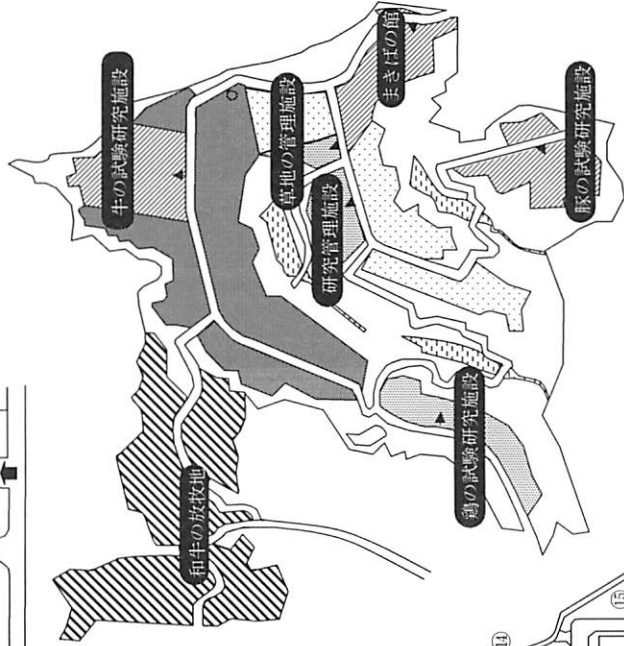 牛の試験研究施設
まきばの館
草地の管理施設
研究管理施設
豚の試験研究施設
鶏の試験研究施設
和牛の放牧地
⑭
⑮